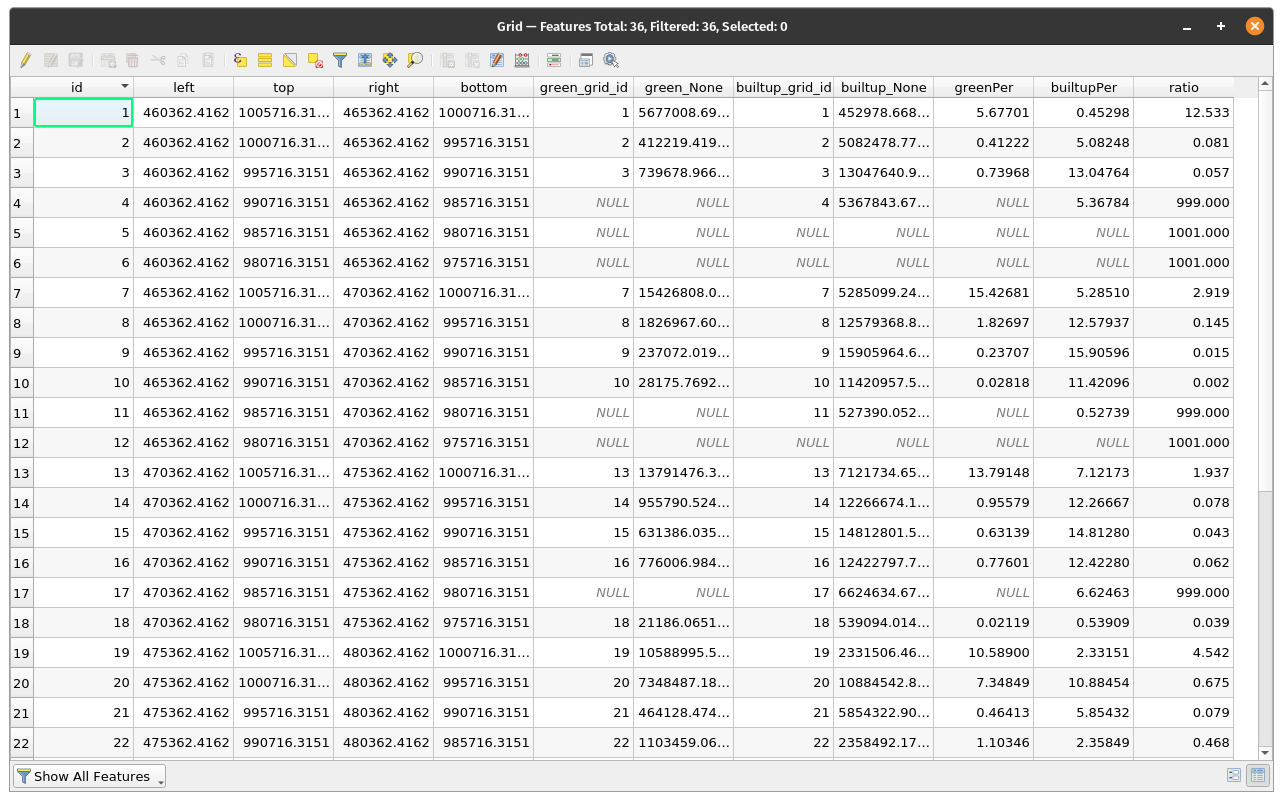 Grid — Features Total: 36, Filtered: 36, Selected: 0
id left top right bottom green_grid_id green_None builtup_grid_id builtup_None greenPer builtupPer ratio
1 1 460362.4162 1005716.31... 465362.4162 1000716.31... 1 5677008.69... 1 452978.668... 5.67701 0.45298 12.533
2 2 460362.4162 1000716.31... 465362.4162 995716.3151 2 412219.419... 2 5082478.77... 0.41222 5.08248 0.081
3 3 460362.4162 995716.3151 465362.4162 990716.3151 3 739678.966... 3 13047640.9... 0.73968 13.04764 0.057
4 4 460362.4162 990716.3151 465362.4162 985716.3151 NULL NULL 4 5367843.67... NULL 5.36784 999.000
5 5 460362.4162 985716.3151 465362.4162 980716.3151 NULL NULL NULL NULL NULL NULL 1001.000
6 6 460362.4162 980716.3151 465362.4162 975716.3151 NULL NULL NULL NULL NULL NULL 1001.000
7 7 465362.4162 1005716.31... 470362.4162 1000716.31... 7 15426808.0... 7 5285099.24... 15.42681 5.28510 2.919
8 8 465362.4162 1000716.31... 470362.4162 995716.3151 8 1826967.60... 8 12579368.8... 1.82697 12.57937 0.145
9 9 465362.4162 995716.3151 470362.4162 990716.3151 9 237072.019... 9 15905964.6... 0.23707 15.90596 0.015
10 10 465362.4162 990716.3151 470362.4162 985716.3151 10 28175.7692... 10 11420957.5... 0.02818 11.42096 0.002
11 11 465362.4162 985716.3151 470362.4162 980716.3151 NULL NULL 11 527390.052... NULL 0.52739 999.000
12 12 465362.4162 980716.3151 470362.4162 975716.3151 NULL NULL NULL NULL NULL NULL 1001.000
13 13 470362.4162 1005716.31... 475362.4162 1000716.31... 13 13791476.3... 13 7121734.65... 13.79148 7.12173 1.937
14 14 470362.4162 1000716.31... 475362.4162 995716.3151 14 955790.524... 14 12266674.1... 0.95579 12.26667 0.078
15 15 470362.4162 995716.3151 475362.4162 990716.3151 15 631386.035... 15 14812801.5... 0.63139 14.81280 0.043
16 16 470362.4162 990716.3151 475362.4162 985716.3151 16 776006.984... 16 12422797.7... 0.77601 12.42280 0.062
17 17 470362.4162 985716.3151 475362.4162 980716.3151 NULL NULL 17 6624634.67... NULL 6.62463 999.000
18 18 470362.4162 980716.3151 475362.4162 975716.3151 18 21186.0651... 18 539094.014... 0.02119 0.53909 0.039
19 19 475362.4162 1005716.31... 480362.4162 1000716.31... 19 10588995.5... 19 2331506.46... 10.58900 2.33151 4.542
20 20 475362.4162 1000716.31... 480362.4162 995716.3151 20 7348487.18... 20 10884542.8... 7.34849 10.88454 0.675
21 21 475362.4162 995716.3151 480362.4162 990716.3151 21 464128.474... 21 5854322.90... 0.46413 5.85432 0.079
22 22 475362.4162 990716.3151 480362.4162 985716.3151 22 1103459.06... 22 2358492.17... 1.10346 2.35849 0.468
Show All Features